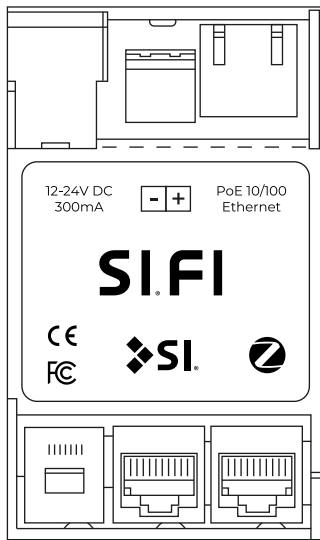 12-24V DC
300mA
- +
PoE 10/100
Ethernet
SI.FI®
CE
FC
SI.®
Z